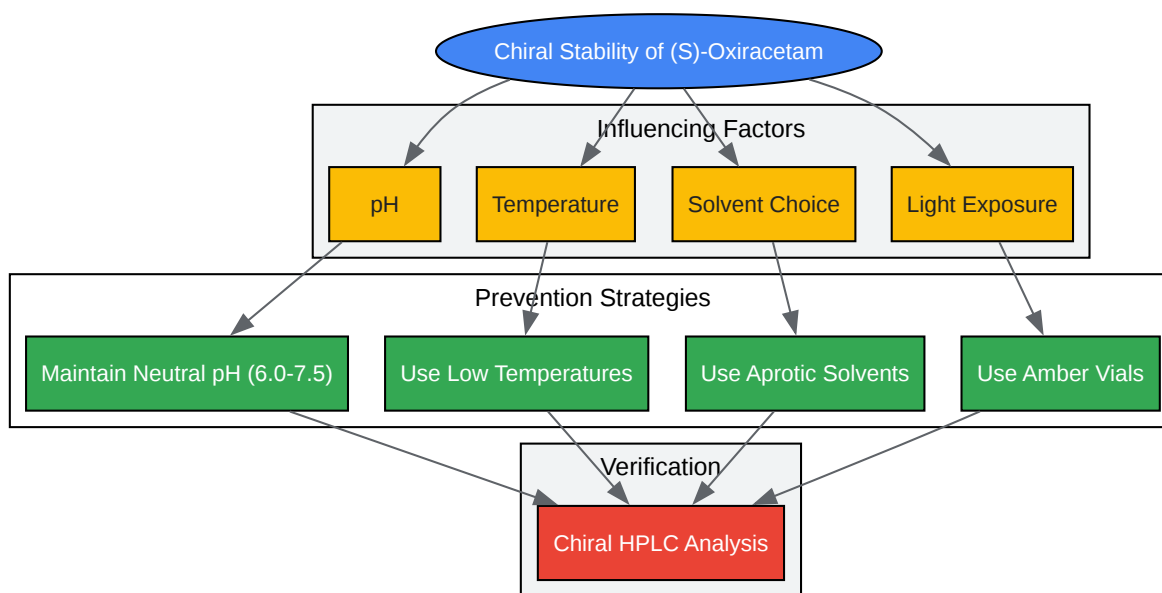 Chiral Stability of (S)-Oxiracetam
Influencing Factors
pH
Temperature
Solvent Choice
Light Exposure
Prevention Strategies
Maintain Neutral pH (6.0-7.5)
Use Low Temperatures
Use Aprotic Solvents
Use Amber Vials
Verification
Chiral HPLC Analysis